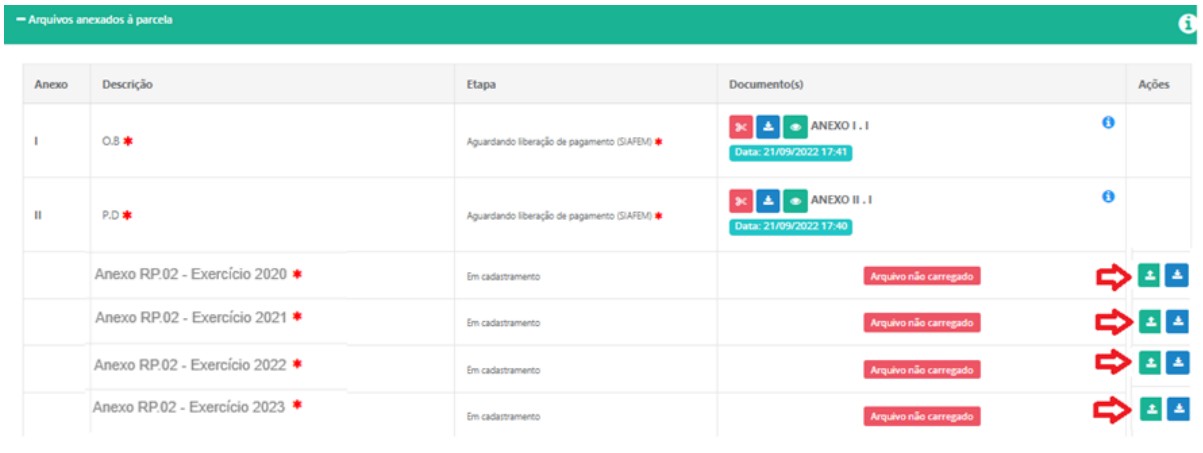 Arquivos anexados à parcela
Anexo Descrição Etapa Documento(s) Ações
I O.B * Aguardando liberação de pagamento (SIAFEM) * ANEXO I . I
Data: 21/09/2022 17:41
II P.D * Aguardando liberação de pagamento (SIAFEM) * ANEXO II . I
Data: 21/09/2022 17:40
Anexo RP.02 - Exercício 2020 * Em cadastramento Arquivo não carregado
Anexo RP.02 - Exercício 2021 * Em cadastramento Arquivo não carregado
Anexo RP.02 - Exercício 2022 * Em cadastramento Arquivo não carregado
Anexo RP.02 - Exercício 2023 * Em cadastramento Arquivo não carregado